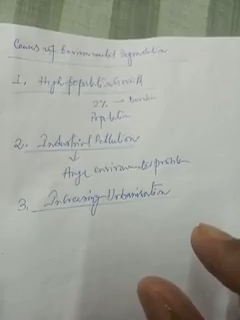 Causes of Environmental Degradation
1. High population growth
2%
Population
2. Industrial Pollution
↓
Huge environmental problem
3. Increasing Urbanisation